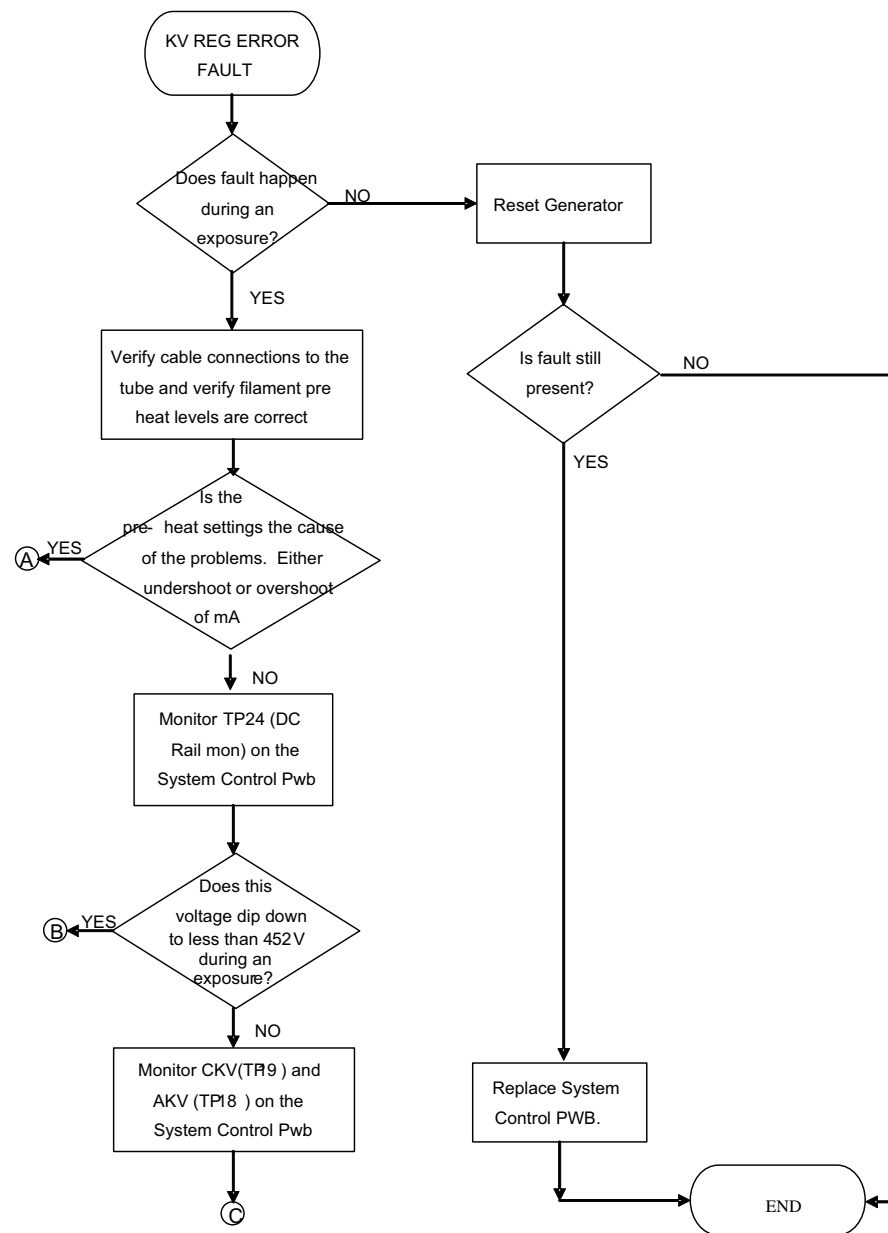 KV REG ERROR
FAULT
Does fault happen
during an
exposure?
NO
Reset Generator
YES
Verify cable connections to the
tube and verify filament pre
heat levels are correct
Is fault still
present?
NO
YES
Is the
pre- heat settings the cause
of the problems. Either
undershoot or overshoot
of mA
YES
A
NO
Monitor TP24 (DC
Rail mon) on the
System Control Pwb
Does this
voltage dip down
to less than 452V
during an
exposure?
YES
B
NO
Monitor CKV(TP19 ) and
AKV (TP18 ) on the
System Control Pwb
C
Replace System
Control PWB.
END